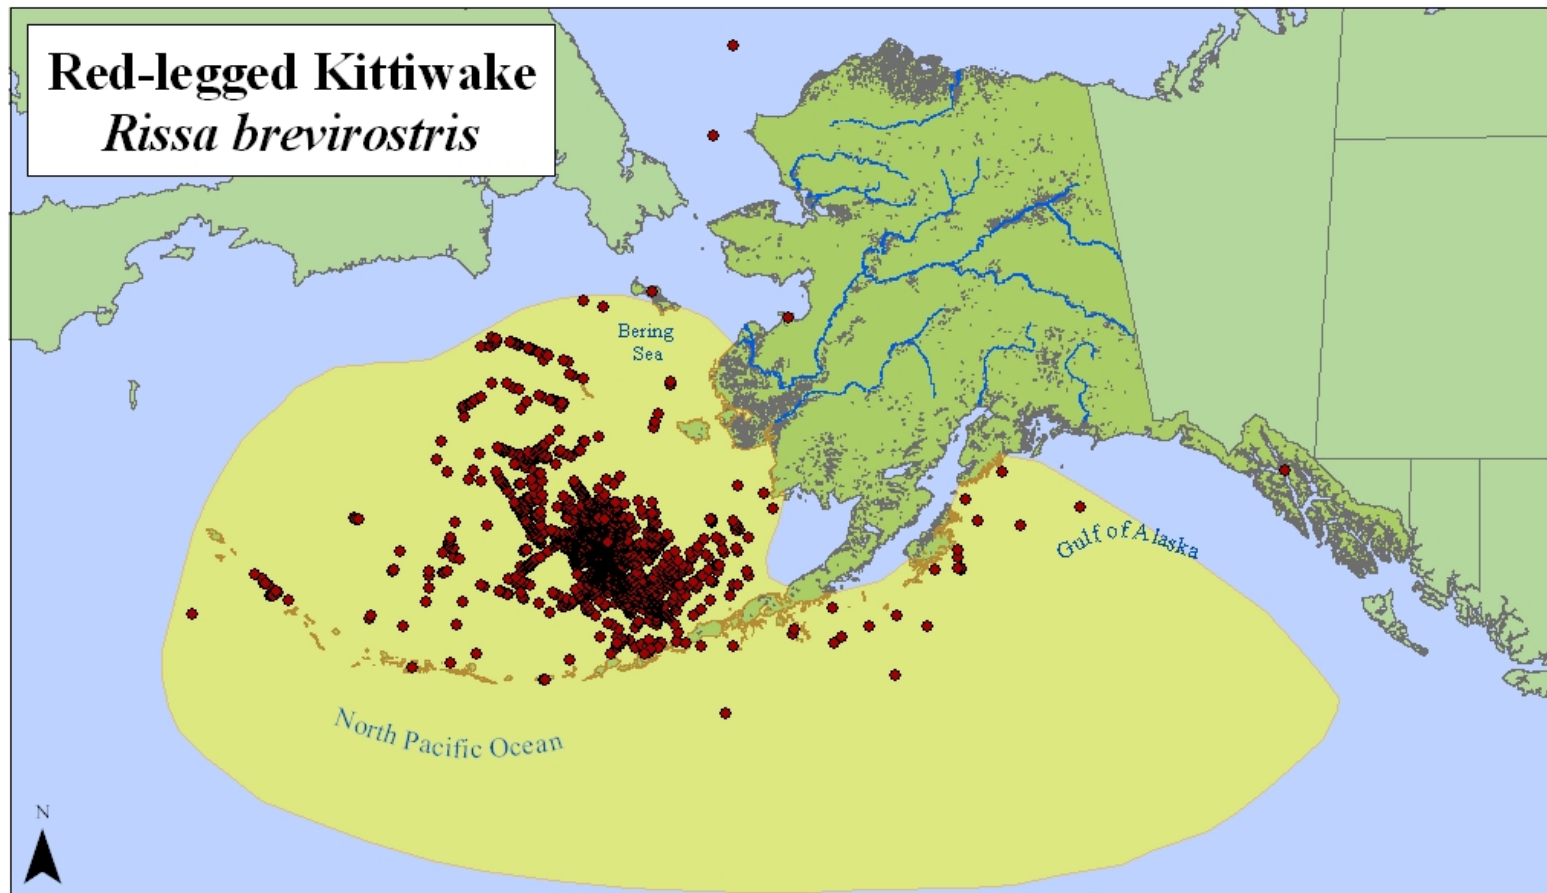 Red-legged Kittiwake
Rissa brevirostris
Bering
Sea
Gulf of Alaska
North Pacific Ocean
N